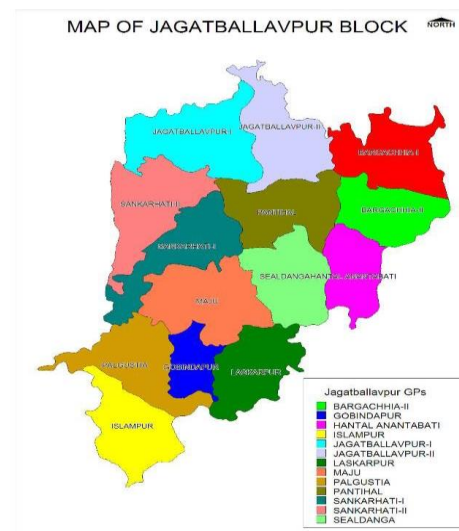 MAP OF JAGATBALLAVPUR BLOCK
NORTH
JAGATBALLAVPUR-II
JAGATBALLAVPUR-I
BARGACHHIA-I
SANKARHATI-II
PANTIHAL
BARGACHHIA-II
SANKARHATI-I
SEALDANGA
HANTAL ANANTABATI
MAJU
PALGUSTIA
GOBINDAPUR
LASKARPUR
ISLAMPUR
Jagatballavpur GPs
BARGACHHIA-II
GOBINDAPUR
HANTAL ANANTABATI
ISLAMPUR
JAGATBALLAVPUR-I
JAGATBALLAVPUR-II
LASKARPUR
MAJU
PALGUSTIA
PANTIHAL
SANKARHATI-I
SANKARHATI-II
SEALDANGA